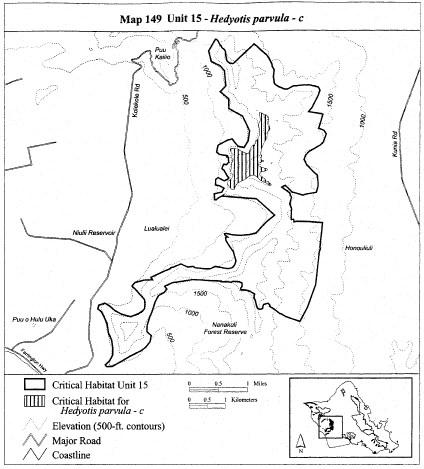 Map 149 Unit 15 - Hedyotis parvula - c
Puu
Kailio
1000
500
1500
1000
Kolekole Rd
Kunia Rd
Niulii Reservoir
Lualualei
Honouliuli
1500
1000
500
Nanakuli
Forest Reserve
Puu o Hulu Uka
Farrington Hwy
Critical Habitat Unit 15
Critical Habitat for
Hedyotis parvula - c
Elevation (500-ft. contours)
Major Road
Coastline
0 0.5 1 Miles
0 0.5 1 Kilometers
N